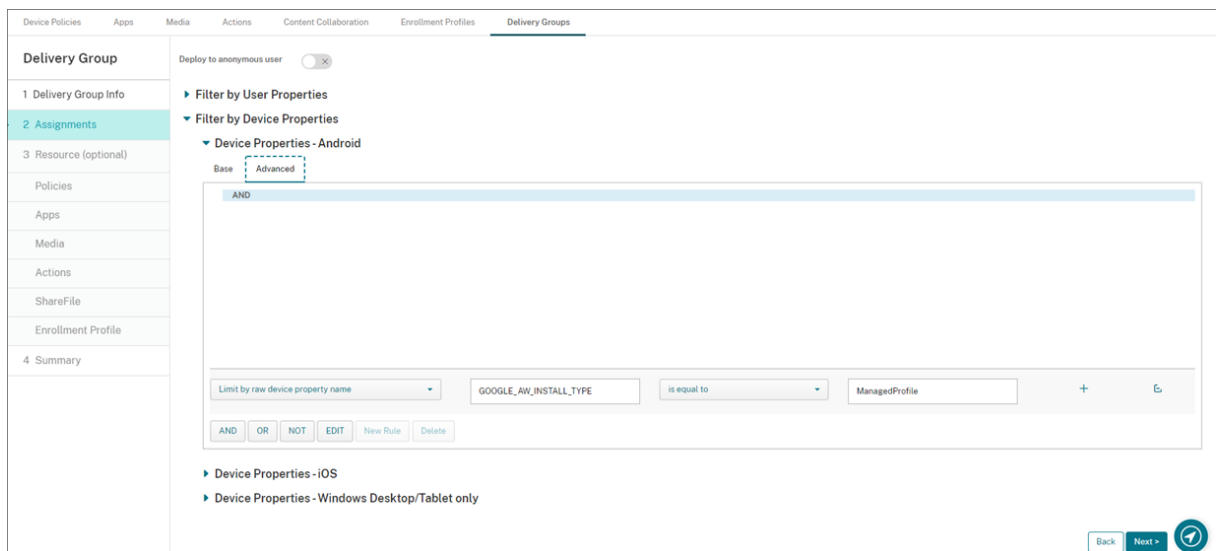 Device Policies Apps Media Actions Content Collaboration Enrollment Profiles Delivery Groups
Delivery Group
1 Delivery Group Info
2 Assignments
3 Resource (optional)
Policies
Apps
Media
Actions
ShareFile
Enrollment Profile
4 Summary
Deploy to anonymous user
Filter by User Properties
Filter by Device Properties
Device Properties - Android
Base Advanced
AND
Limit by raw device property name GOOGLE_AW_INSTALL_TYPE is equal to ManagedProfile
AND OR NOT EDIT New Rule Delete
Device Properties - iOS
Device Properties - Windows Desktop/Tablet only
Back Next >